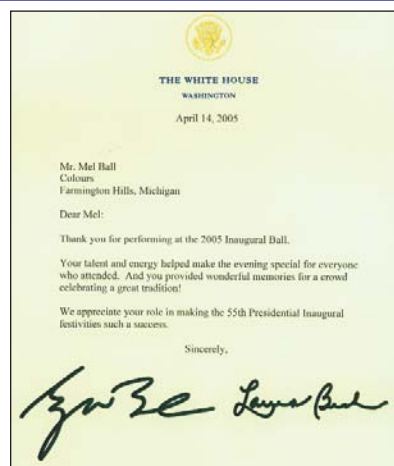 THE WHITE HOUSE
WASHINGTON
April 14, 2005
Mr. Mel Ball
Colours
Farmington Hills, Michigan
Dear Mel:
Thank you for performing at the 2005 Inaugural Ball.
Your talent and energy helped make the evening special for everyone
who attended. And you provided wonderful memories for a crowd
celebrating a great tradition!
We appreciate your role in making the 55th Presidential Inaugural
festivities such a success.
Sincerely,
Laura Bush